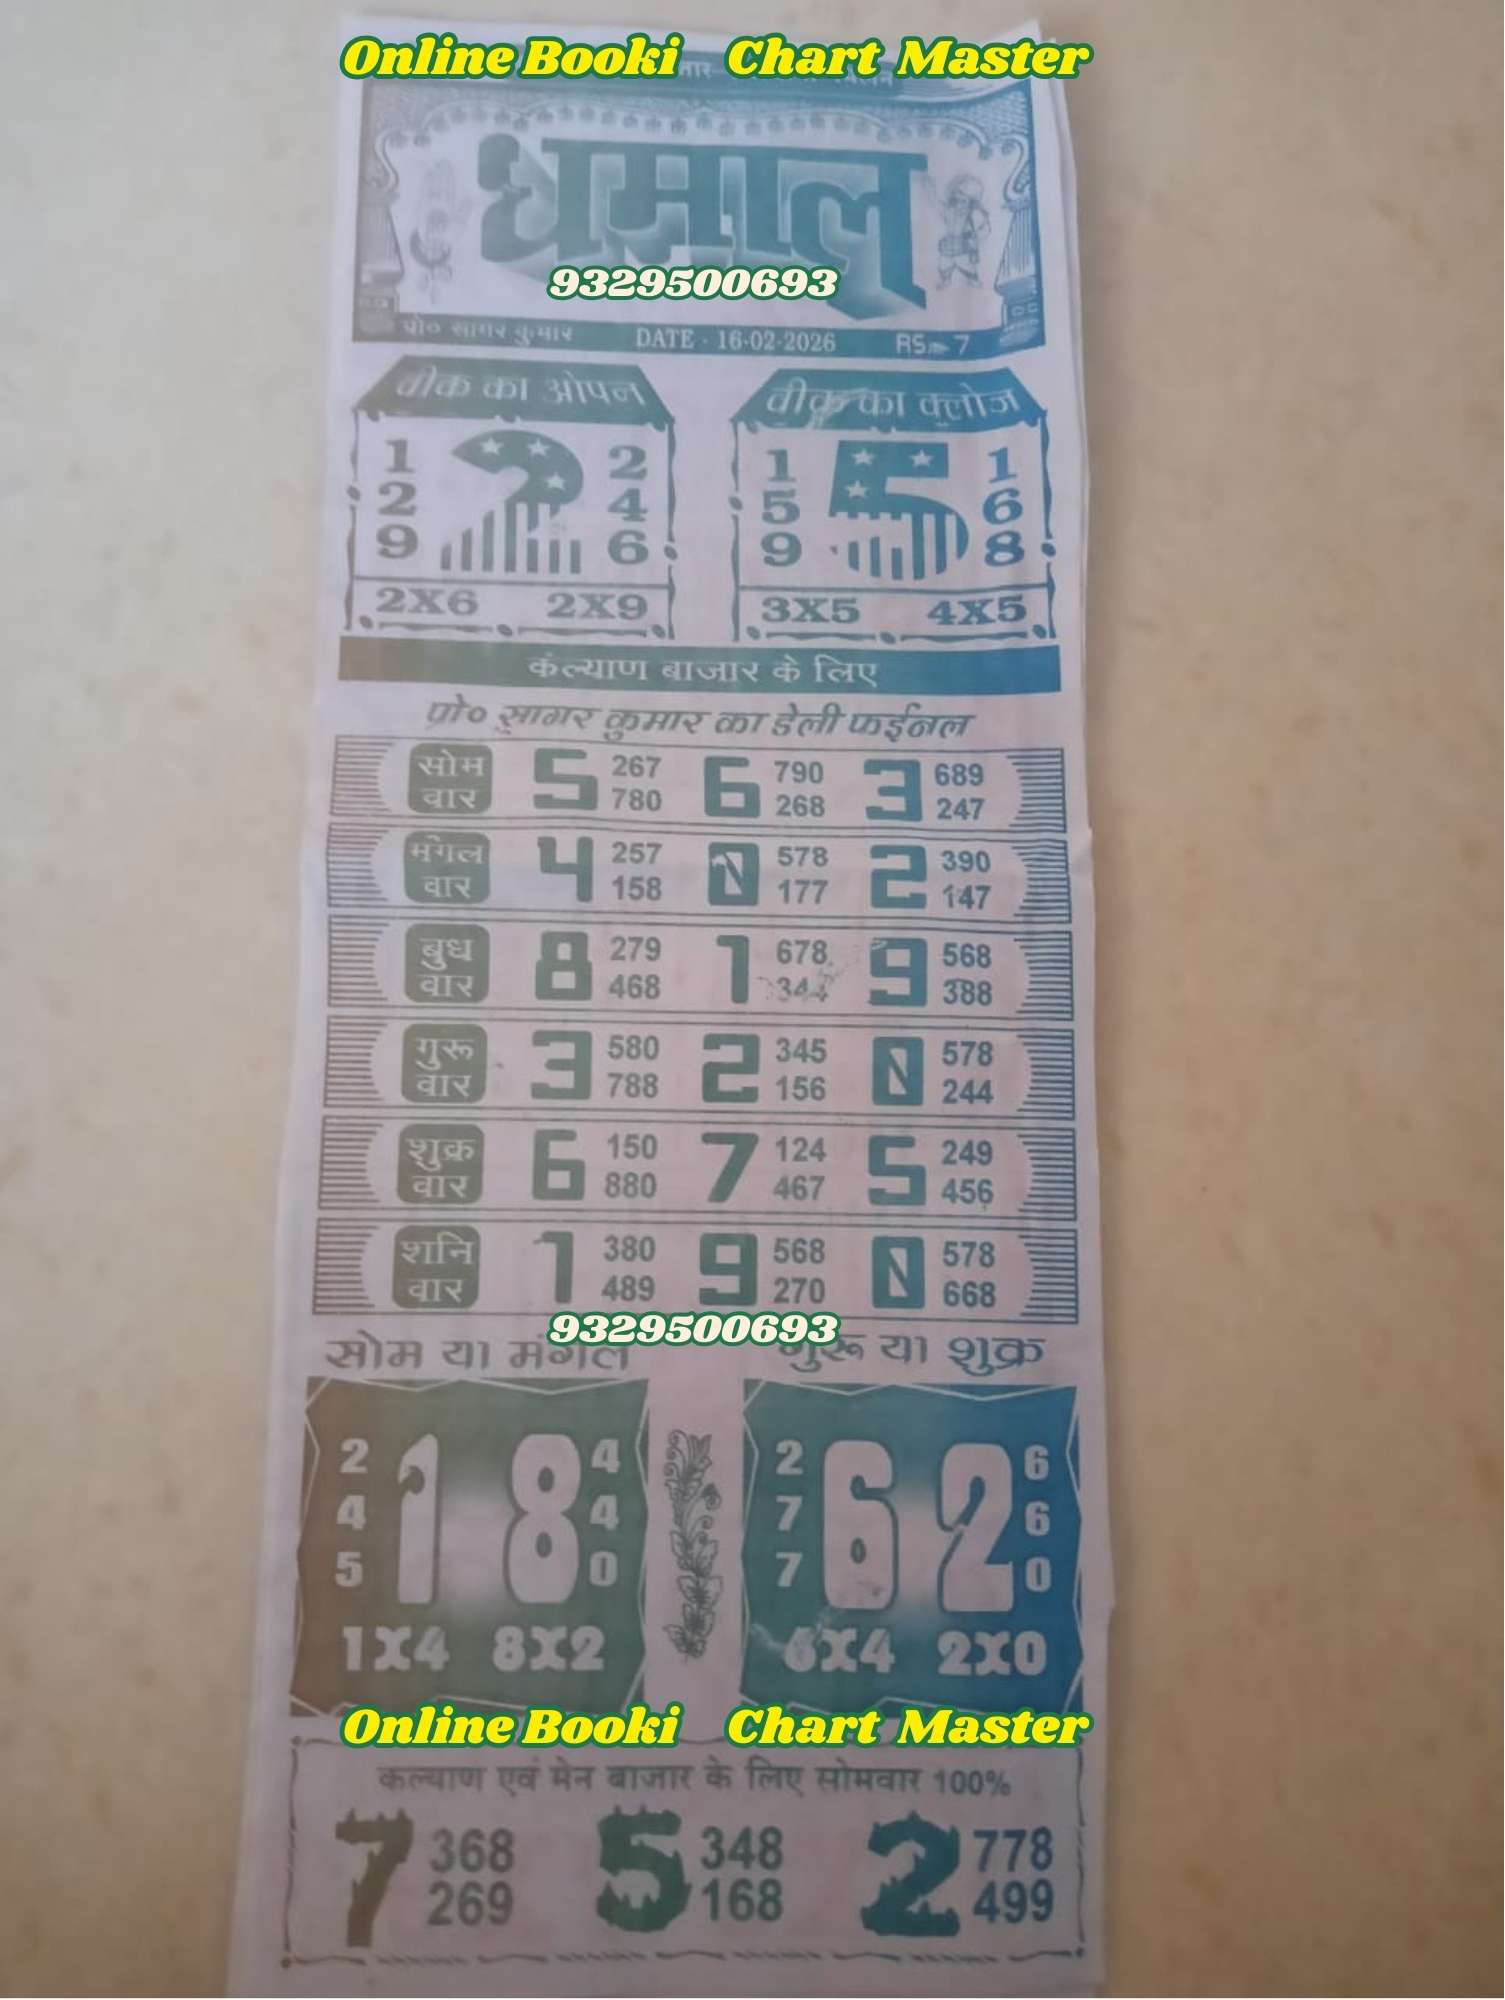 Online Booki Chart Master
धमाल
9329500693
प्रो० सागर कुमार DATE - 16-02-2026 RS. 7
वीक का ओपन वीक का क्लोज
1 2 1 5 1
2 4 5 6
9 6 9 8
2X6 2X9 3X5 4X5
कल्याण बाजार के लिए
प्रो० सागर कुमार का डेली फाईनल
सोम 5 267 6 790 3 689
वार 780 268 247
मंगल 4 257 0 578 2 390
वार 158 177 147
बुध 8 279 1 678 9 568
वार 468 344 388
गुरू 3 580 2 345 0 578
वार 788 156 244
शुक्र 6 150 7 124 5 249
वार 880 467 456
शनि 1 380 9 568 0 578
वार 489 270 668
9329500693
सोम या मंगल गुरू या शुक्र
2 18 4 2 62 6
4 4 7 6
5 0 7 0
1X4 8X2 6X4 2X0
Online Booki Chart Master
कल्याण एवं मेन बाजार के लिए सोमवार 100%
7 368 5 348 2 778
269 168 499